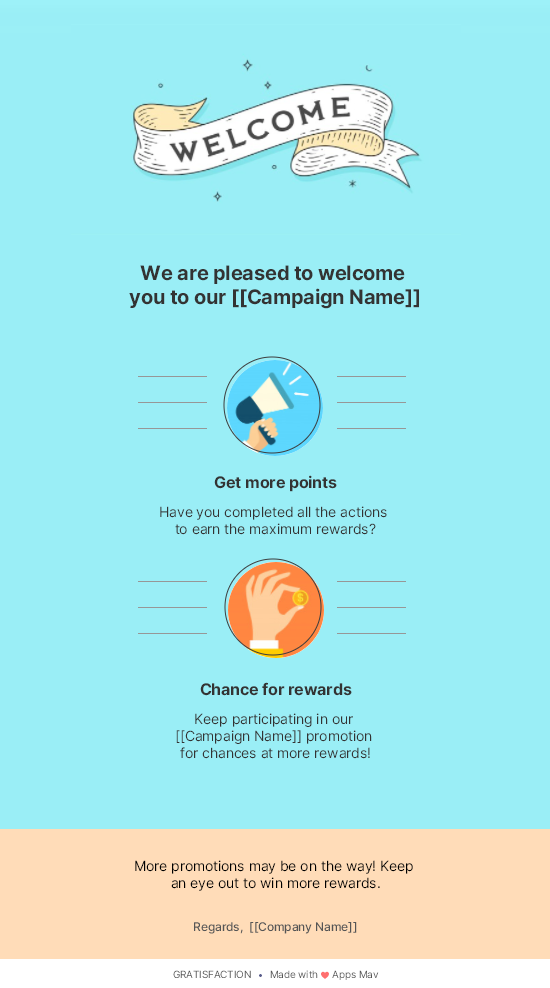 WELCOME
We are pleased to welcome
you to our [[Campaign Name]]
Get more points
Have you completed all the actions
to earn the maximum rewards?
$
Chance for rewards
Keep participating in our
[[Campaign Name]] promotion
for chances at more rewards!
More promotions may be on the way! Keep
an eye out to win more rewards.
Regards, [[Company Name]]
GRATISFACTION • Made with ❤ Apps Mav